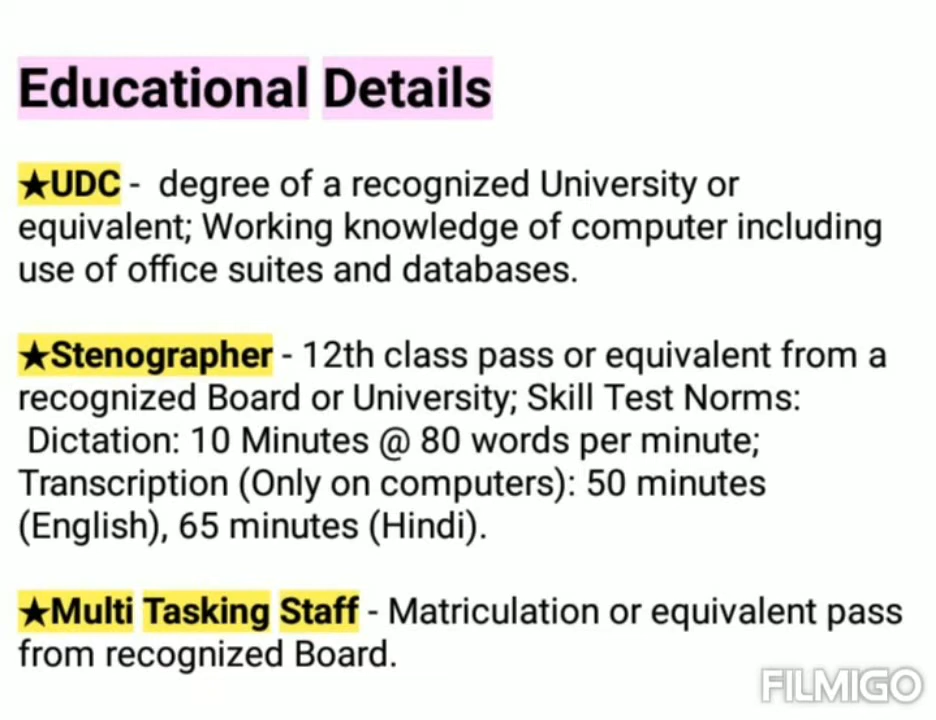 Educational Details
★UDC - degree of a recognized University or
equivalent; Working knowledge of computer including
use of office suites and databases.
★Stenographer - 12th class pass or equivalent from a
recognized Board or University; Skill Test Norms:
Dictation: 10 Minutes @ 80 words per minute;
Transcription (Only on computers): 50 minutes
(English), 65 minutes (Hindi).
★Multi Tasking Staff - Matriculation or equivalent pass
from recognized Board.
FILMIGO